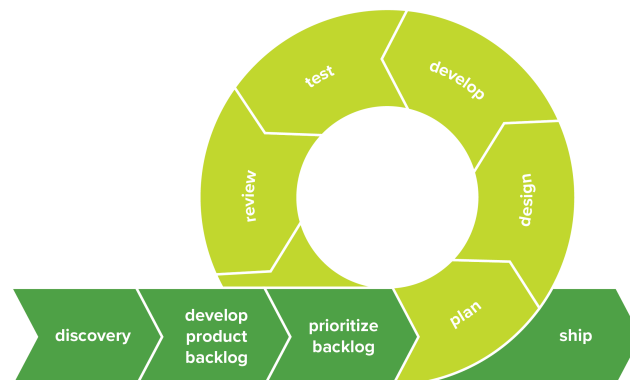 test
develop
review
design
plan
discovery
develop
product
backlog
prioritize
backlog
ship